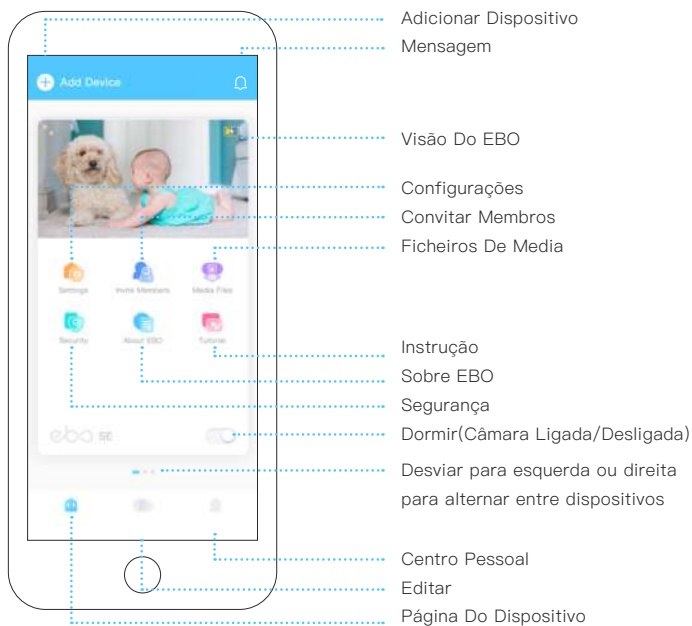 Adicionar Dispositivo
Mensagem
Add Device
Visão Do EBO
Configurações
Convitar Membros
Ficheiros De Media
Settings
Invite Members
Media Files
Security
About EBO
Tutorial
Instrução
Sobre EBO
Segurança
Dormir(Câmara Ligada/Desligada)
ebo SE
Desviar para esquerda ou direita
para alternar entre dispositivos
Centro Pessoal
Editar
Página Do Dispositivo